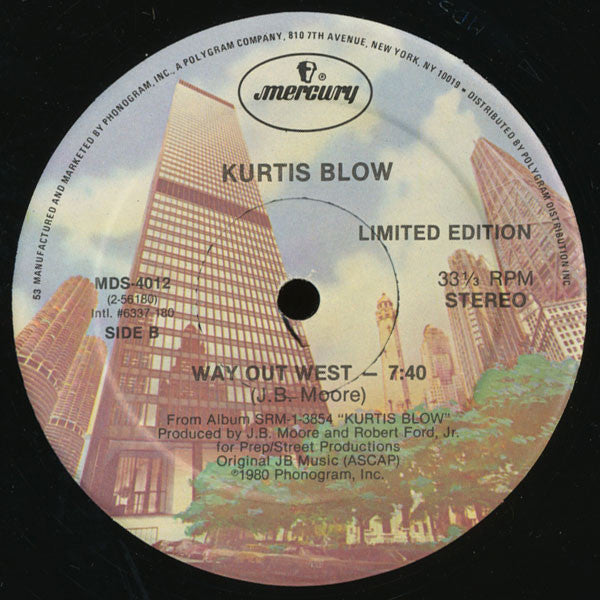 53 MANUFACTURED AND MARKETED BY PHONOGRAM, INC., A POLYGRAM COMPANY, 810 7TH AVENUE, NEW YORK, NY 10019 • DISTRIBUTED BY POLYGRAM DISTRIBUTION INC
mercury®
KURTIS BLOW
LIMITED EDITION
MDS-4012
(2-56180)
Intl. #6337 180
SIDE B
33⅓ RPM
STEREO
WAY OUT WEST — 7:40
(J.B. Moore)
From Album SRM-1-3854 "KURTIS BLOW"
Produced by J.B. Moore and Robert Ford, Jr.
for Prep/Street Productions
Original JB Music (ASCAP)
℗1980 Phonogram, Inc.